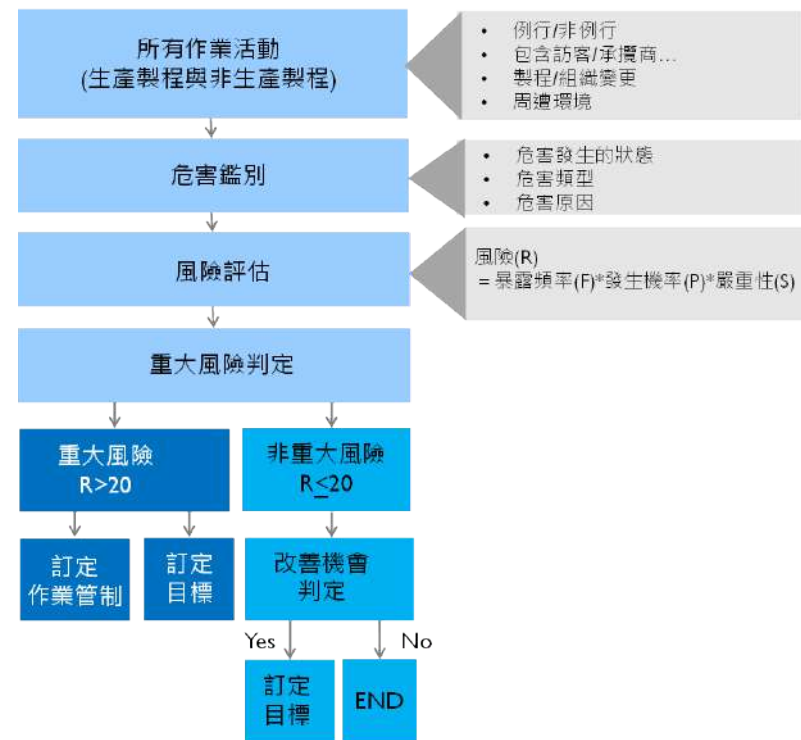 所有作業活動
(生產製程與非生產製程)
• 例行/非例行
• 包含訪客/承攬商...
• 製程/組織變更
• 周遭環境
危害鑑別
• 危害發生的狀態
• 危害類型
• 危害原因
風險評估
風險(R)
= 暴露頻率(F)*發生機率(P)*嚴重性(S)
重大風險判定
重大風險
R>20
非重大風險
R≤20
訂定
作業管制
訂定
目標
改善機會
判定
Yes
No
訂定
目標
END